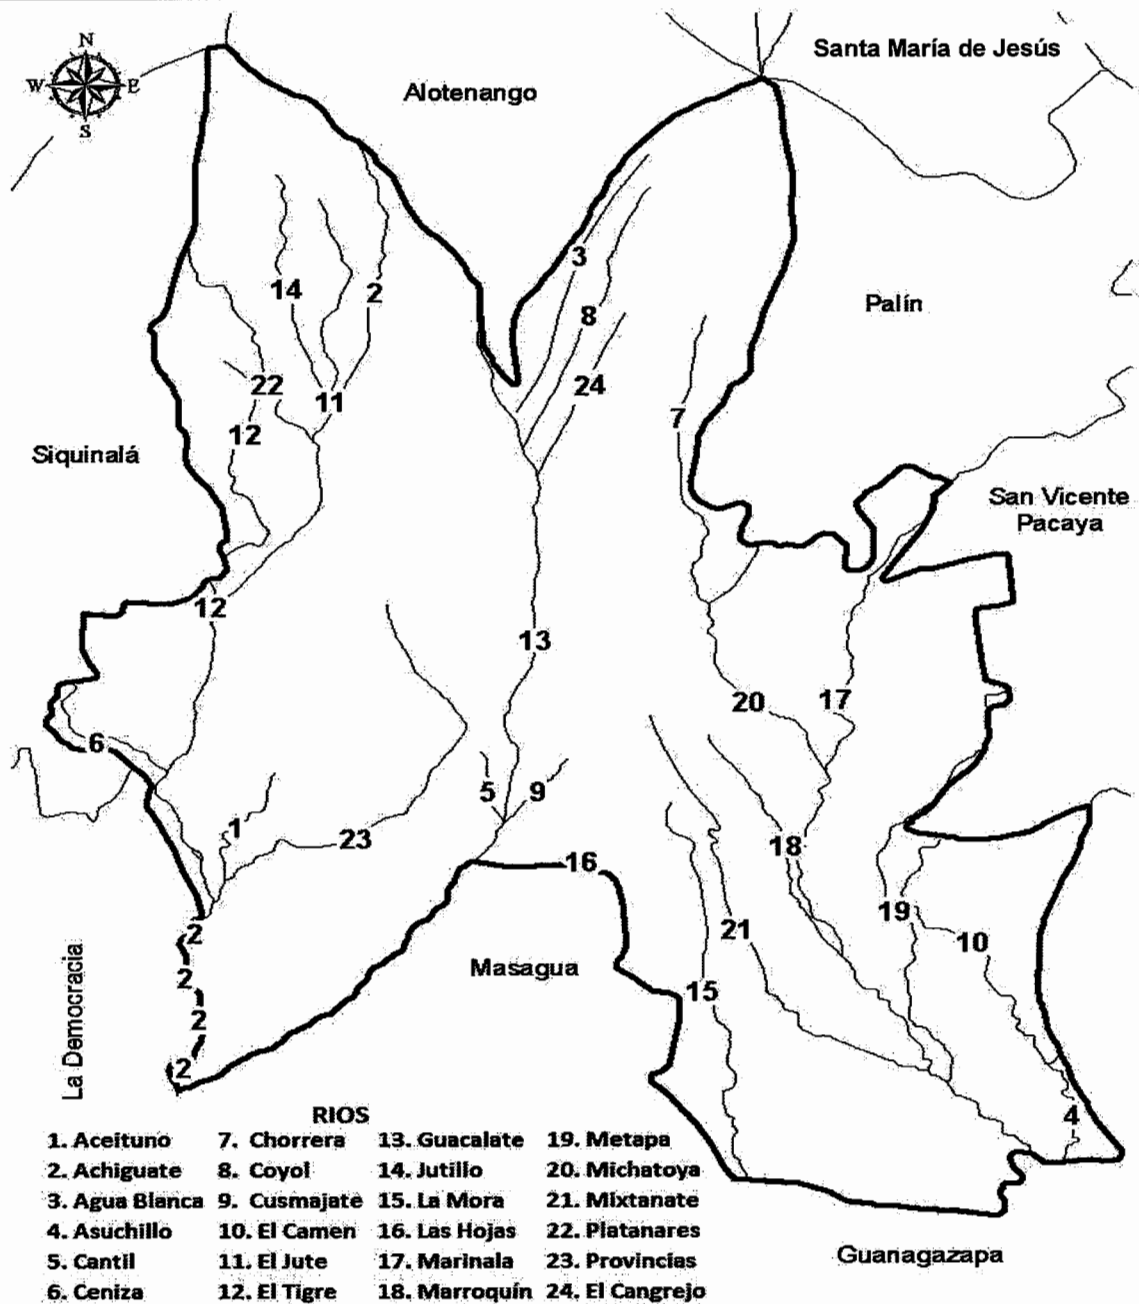 N
Santa María de Jesús
W E
Alotenango
S
3
14 2
8
Palín
22 24
11
7
12
Siquinalá
San Vicente
Pacaya
12
13
20 17
6
5 9
1
23 18
16
19
21
2
10
La Democracia
Masagua
2
15
2
2
4
RIOS
1. Aceituno 7. Chorrera 13. Guacalate 19. Metapa
2. Achiguate 8. Coyol 14. Jutillo 20. Michatoya
3. Agua Blanca 9. Cusmajate 15. La Mora 21. Mixtanate
4. Asuchillo 10. El Camen 16. Las Hojas 22. Platanares
5. Cantil 11. El Jute 17. Marinala 23. Provincias
6. Ceniza 12. El Tigre 18. Marroquín 24. El Cangrejo
Guanagazapa